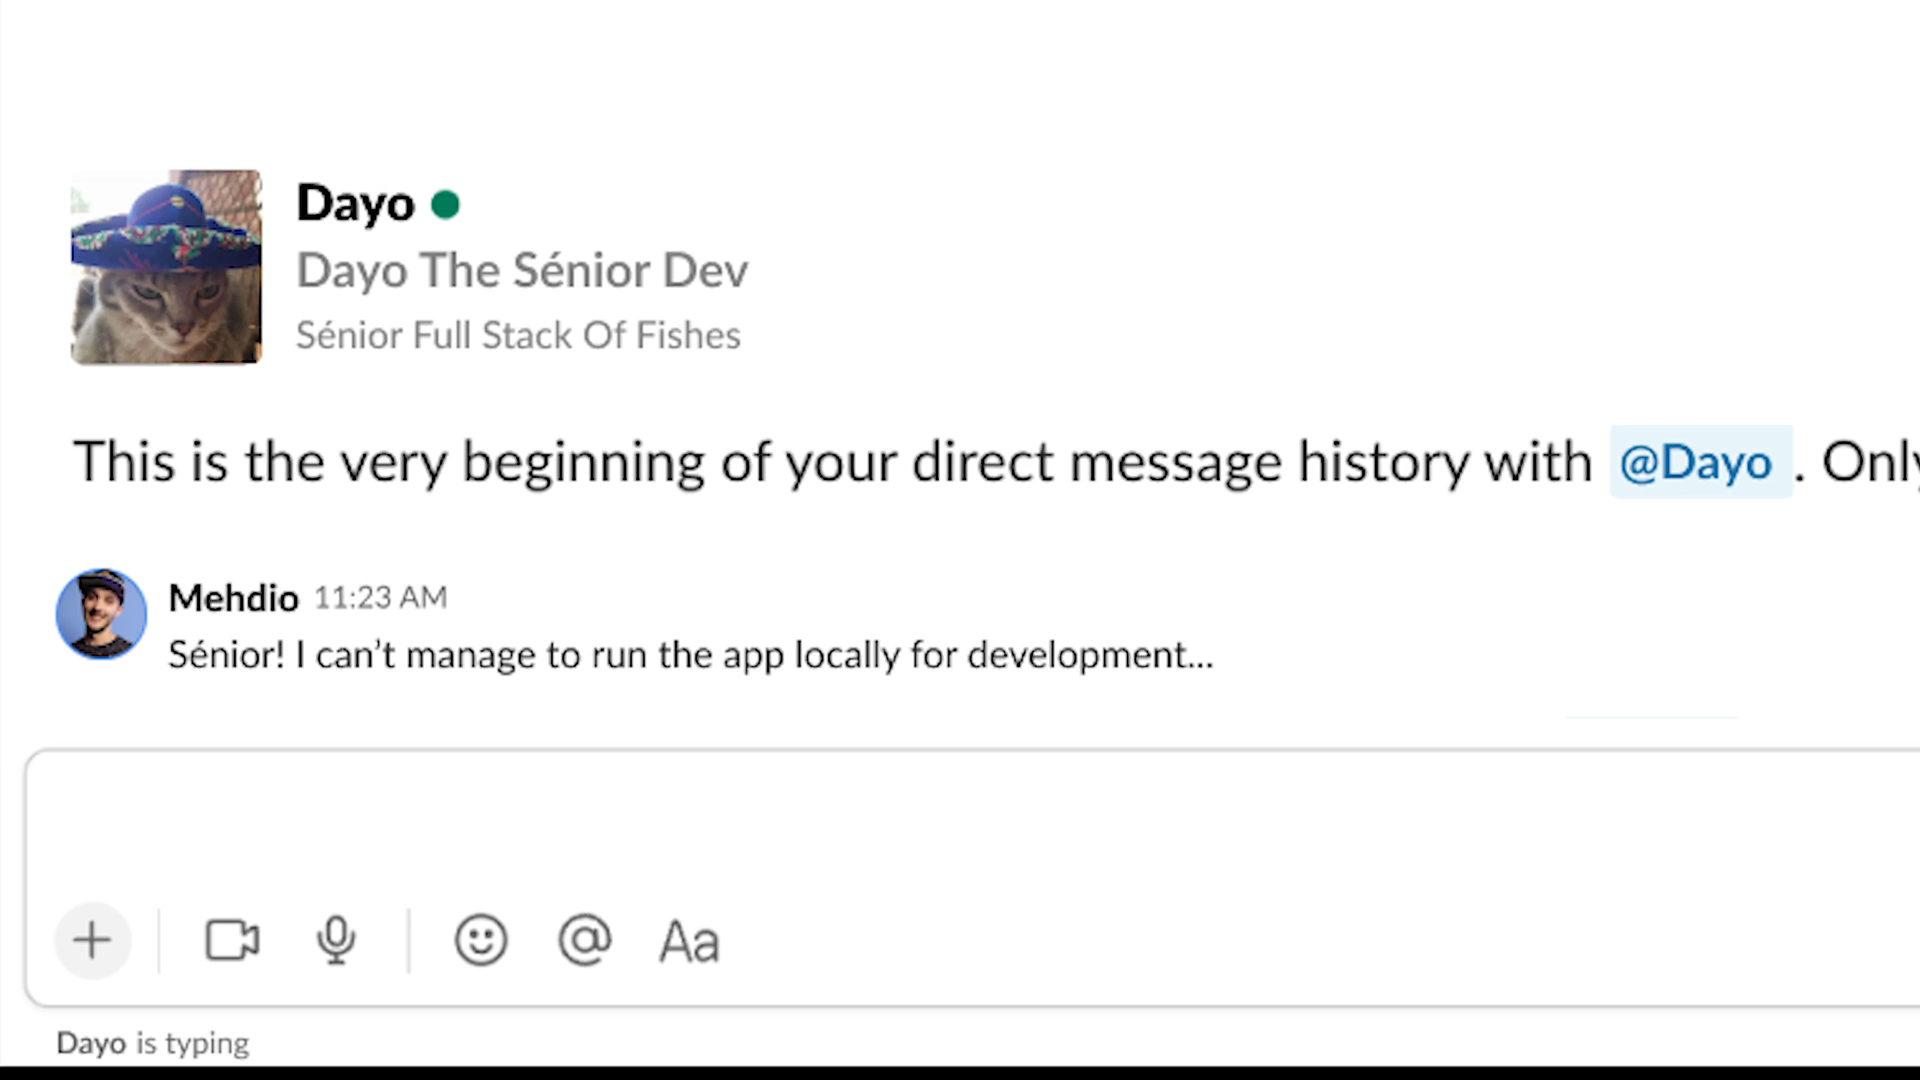 Dayo
Dayo The Sénior Dev
Sénior Full Stack Of Fishes
This is the very beginning of your direct message history with @Dayo . Only
Mehdio 11:23 AM
Sénior! I can’t manage to run the app locally for development...
Aa
Dayo is typing